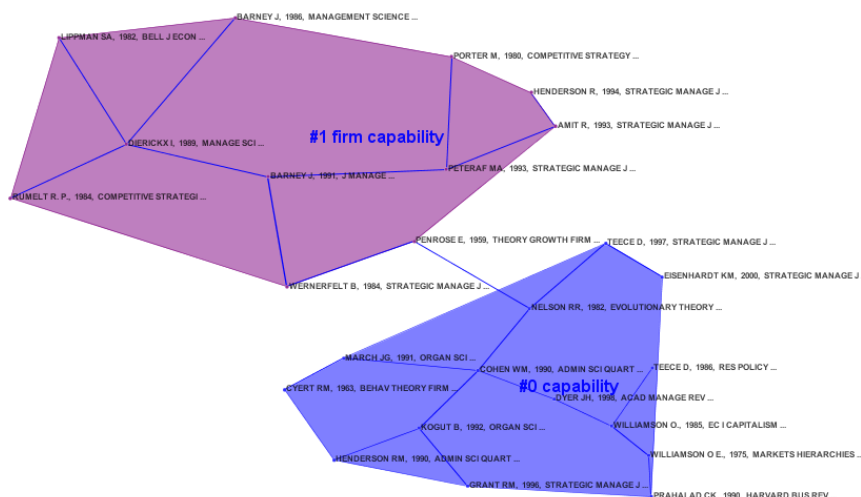 BARNEY J, 1986, MANAGEMENT SCIENCE ...
LIPPMAN SA, 1982, BELL J ECON ...
PORTER M, 1980, COMPETITIVE STRATEGY ...
HENDERSON R, 1994, STRATEGIC MANAGE J ...
AMIT R, 1993, STRATEGIC MANAGE J ...
#1 firm capability
DIERICKX I, 1989, MANAGE SCI ...
PETERAF MA, 1993, STRATEGIC MANAGE J ...
BARNEY J, 1991, J MANAGE ...
RUMELT R. P., 1984, COMPETITIVE STRATEGI ...
PENROSE E, 1959, THEORY GROWTH FIRM ...
TEECE D, 1997, STRATEGIC MANAGE J ...
EISENHARDT KM, 2000, STRATEGIC MANAGE J
WERNERFELT B, 1984, STRATEGIC MANAGE J ...
NELSON RR, 1982, EVOLUTIONARY THEORY ...
MARCH JG, 1991, ORGAN SCI ...
COHEN WM, 1990, ADMIN SCI QUART ...
TEECE D, 1986, RES POLICY ...
#0 capability
CYERT RM, 1963, BEHAV THEORY FIRM ...
DYER JH, 1998, ACAD MANAGE REV ...
KOGUT B, 1992, ORGAN SCI ...
WILLIAMSON O., 1985, EC I CAPITALISM ...
WILLIAMSON O E, 1975, MARKETS HIERARCHIES ...
HENDERSON RM, 1990, ADMIN SCI QUART ...
GRANT RM, 1996, STRATEGIC MANAGE J ...
PRAHALAD CK, 1990, HARVARD BUS REV